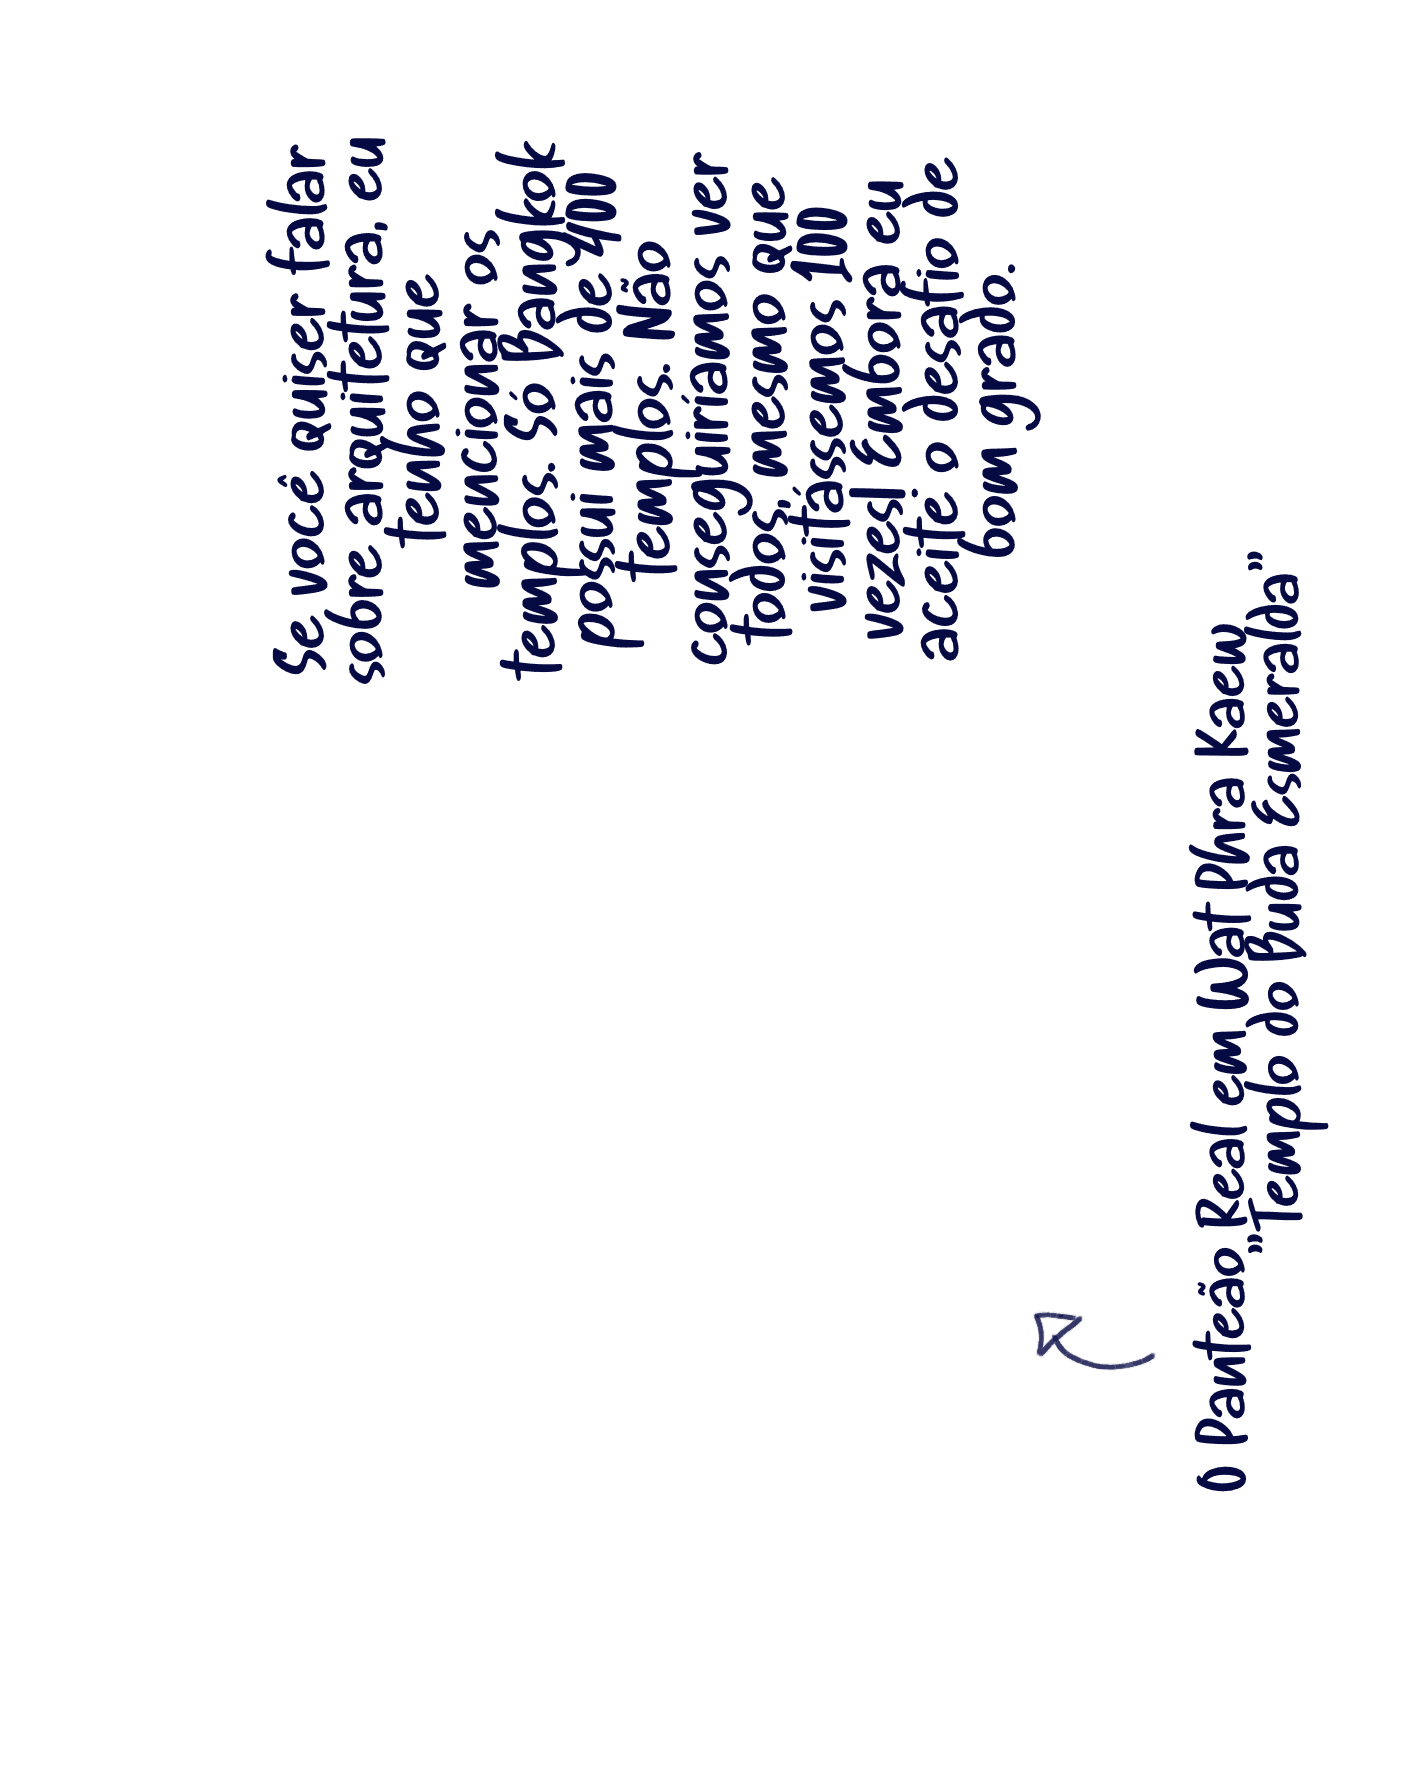 Se você quiser falar
sobre arquitetura, eu
tenho que
mencionar os
templos. Só Bangkok
possui mais de 400
templos. Não
conseguiríamos ver
todos, mesmo que
visitássemos 100
vezes! Embora eu
aceite o desafio de
bom grado.
O Panteão Real em Wat Phra Kaew
„Templo do Buda Esmeralda”